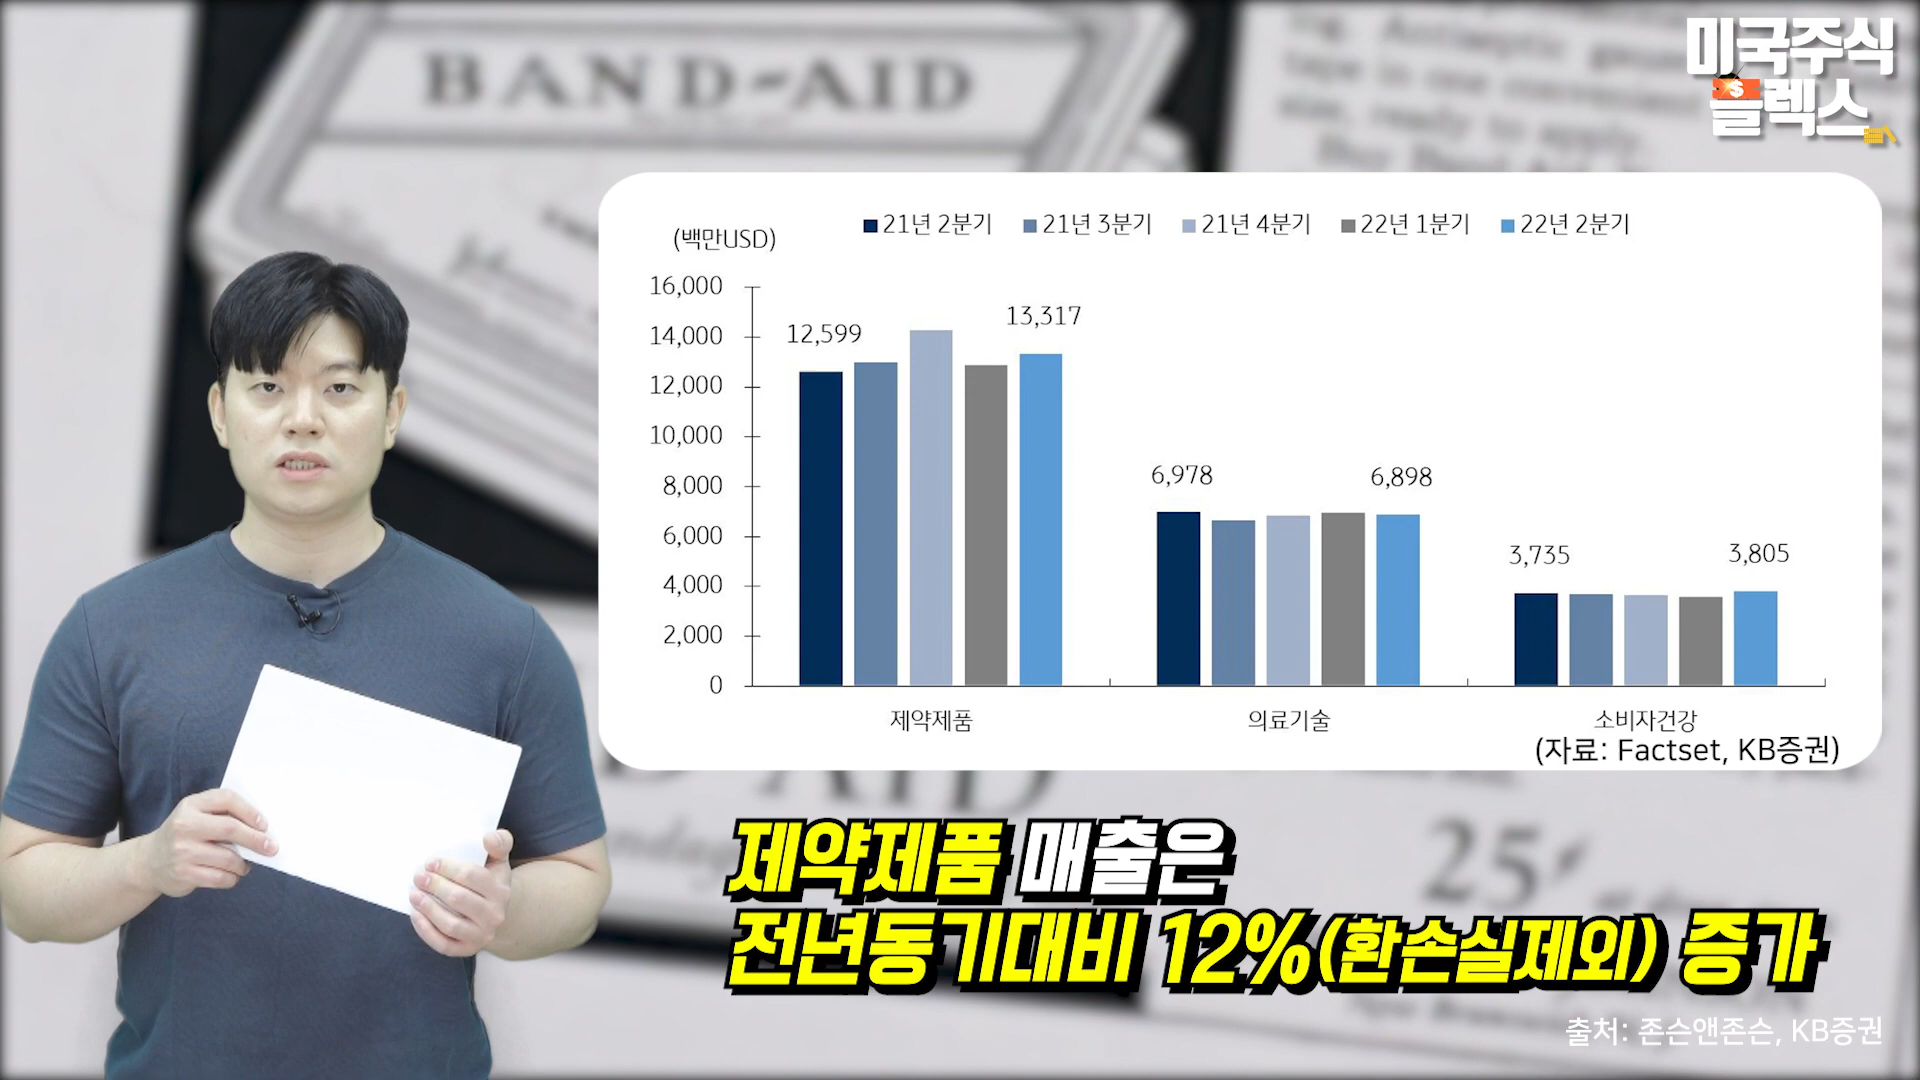 BAND-AID
미국주식
플렉스
(백만USD)
21년 2분기 21년 3분기 21년 4분기 22년 1분기 22년 2분기
16,000
14,000
12,000
10,000
8,000
6,000
4,000
2,000
0
12,599
13,317
6,978
6,898
3,735
3,805
제약제품 의료기술 소비자건강
(자료: Factset, KB증권)
25¢
제약제품 매출은
전년동기대비 12%(환손실제외) 증가
출처: 존슨앤존슨, KB증권